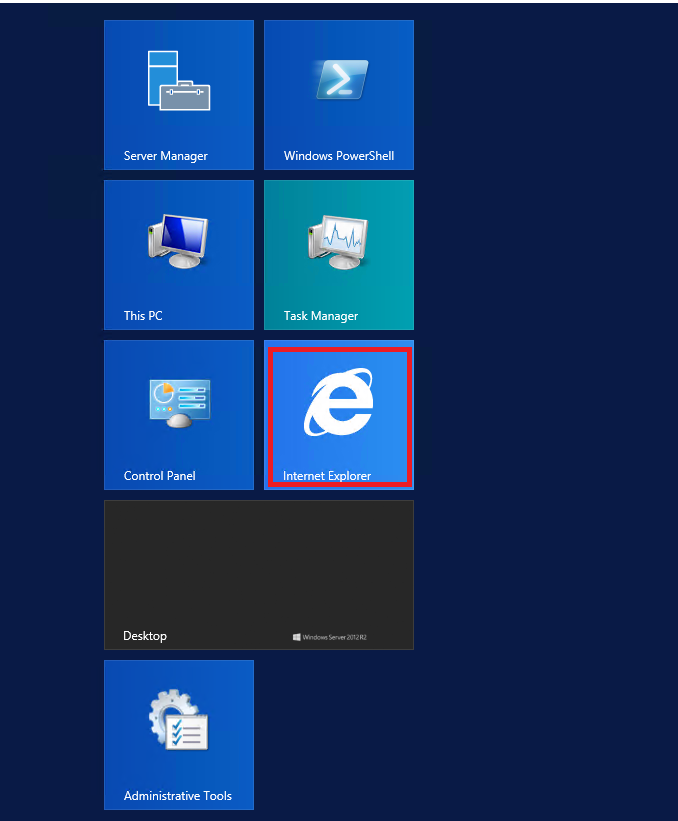 Server Manager
Windows PowerShell
This PC
Task Manager
Control Panel
Internet Explorer
Desktop
Windows Server 2012 R2
Administrative Tools